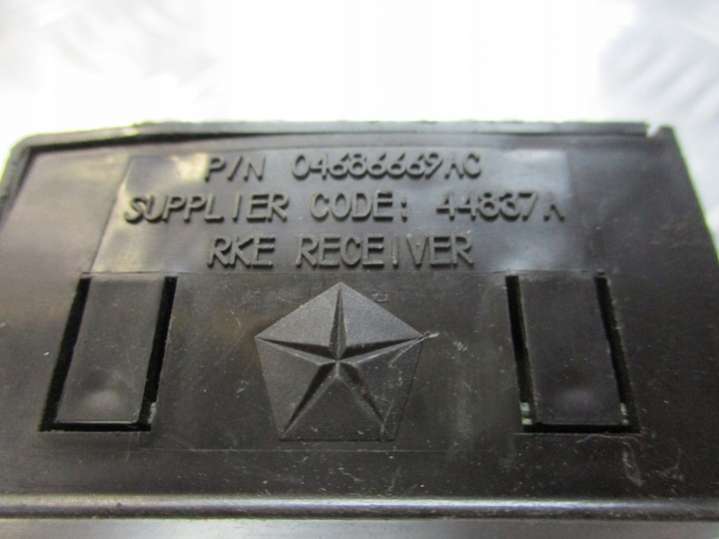 P/N 04686669AC
SUPPLIER CODE: 44837A
RKE RECEIVER